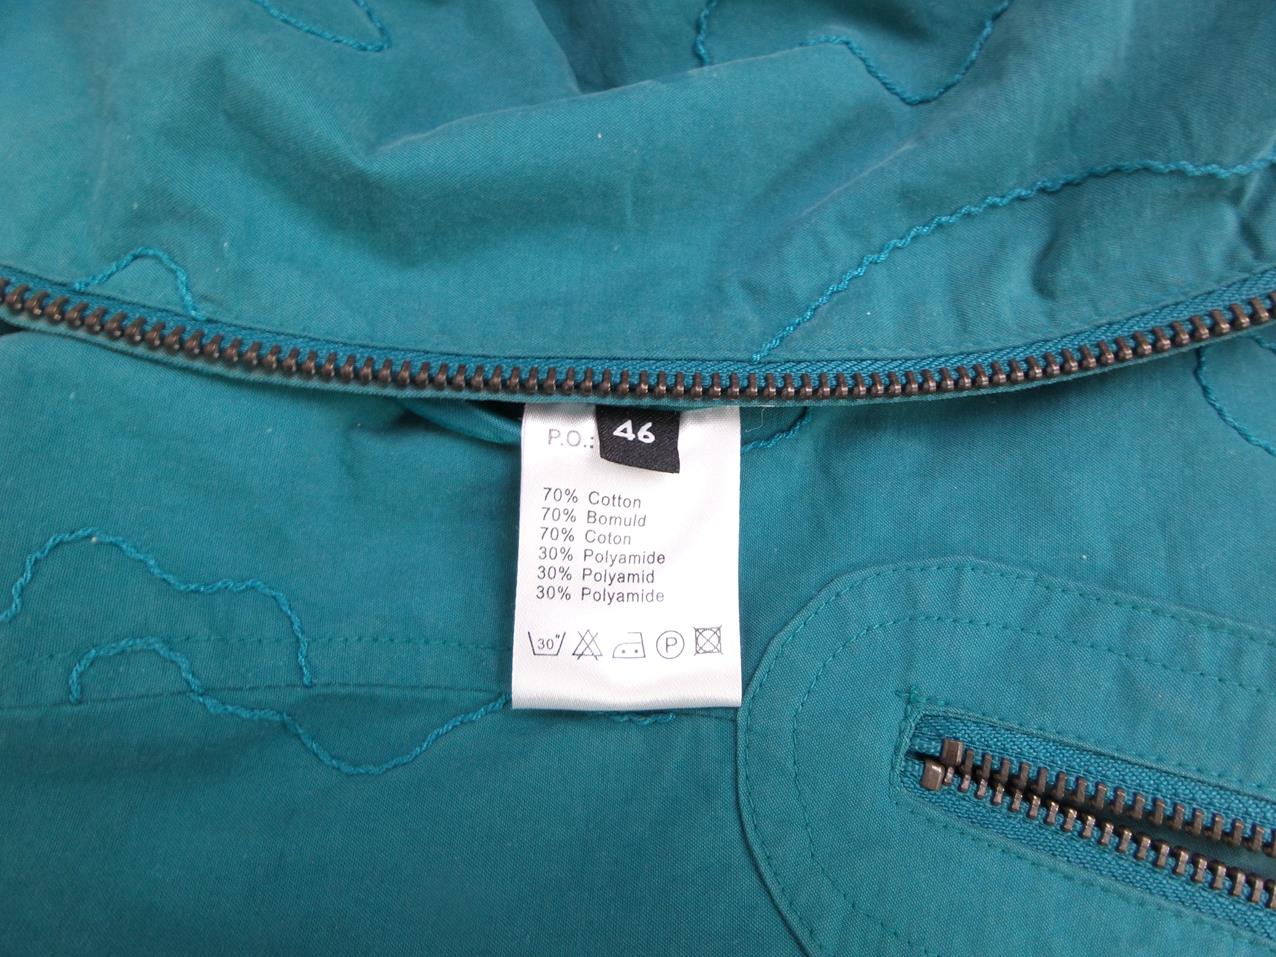 P.O.: 46
70% Cotton
70% Bomuld
70% Coton
30% Polyamide
30% Polyamid
30% Polyamide
30° P